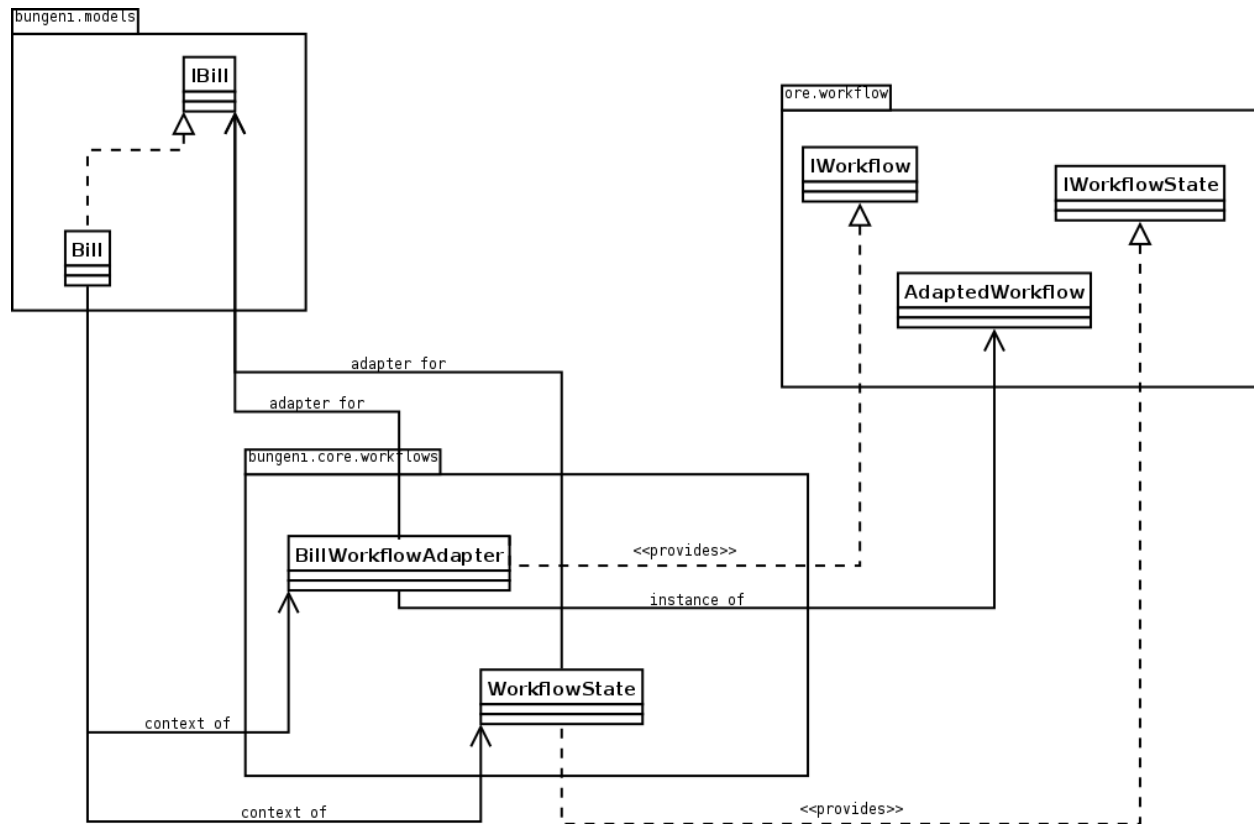 bungeni.models
IBill
ore.workflow
IWorkflow
IWorkflowState
Bill
AdaptedWorkflow
adapter for
adapter for
bungeni.core.workflows
BillWorkflowAdapter
<<provides>>
instance of
WorkflowState
context of
<<provides>>
context of